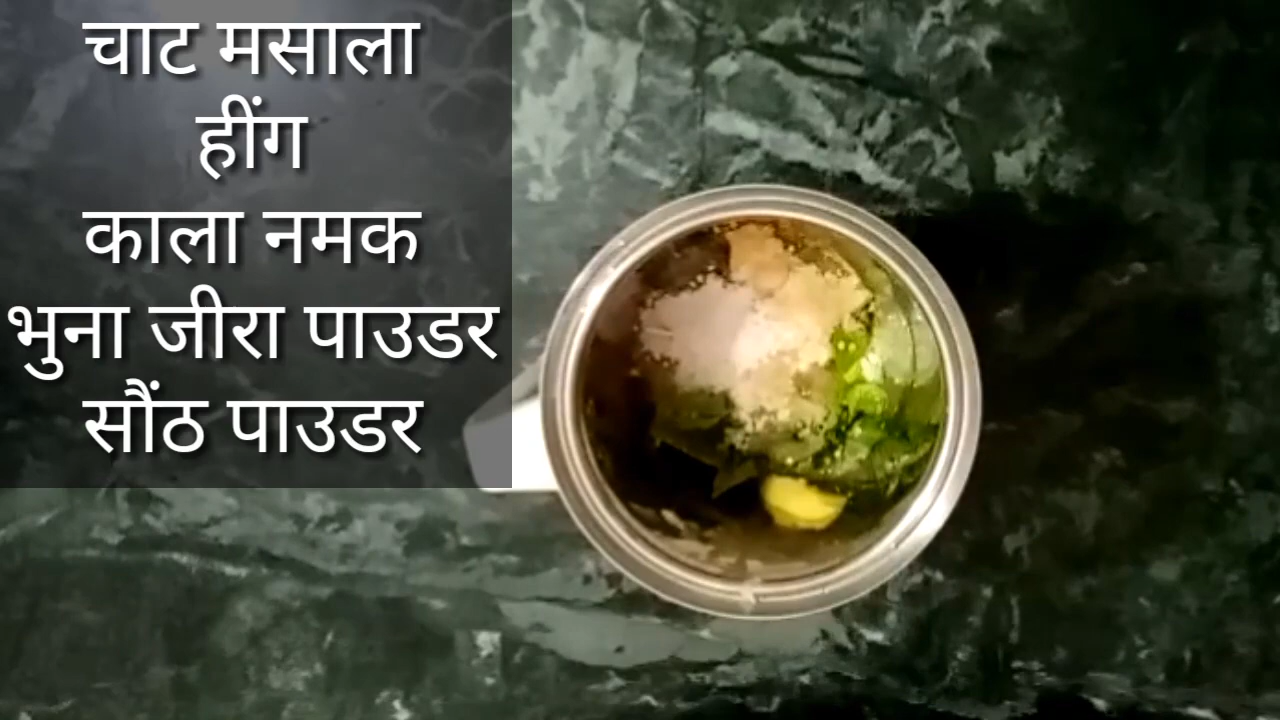 चाट मसाला
हींग
काला नमक
भुना जीरा पाउडर
सौंठ पाउडर